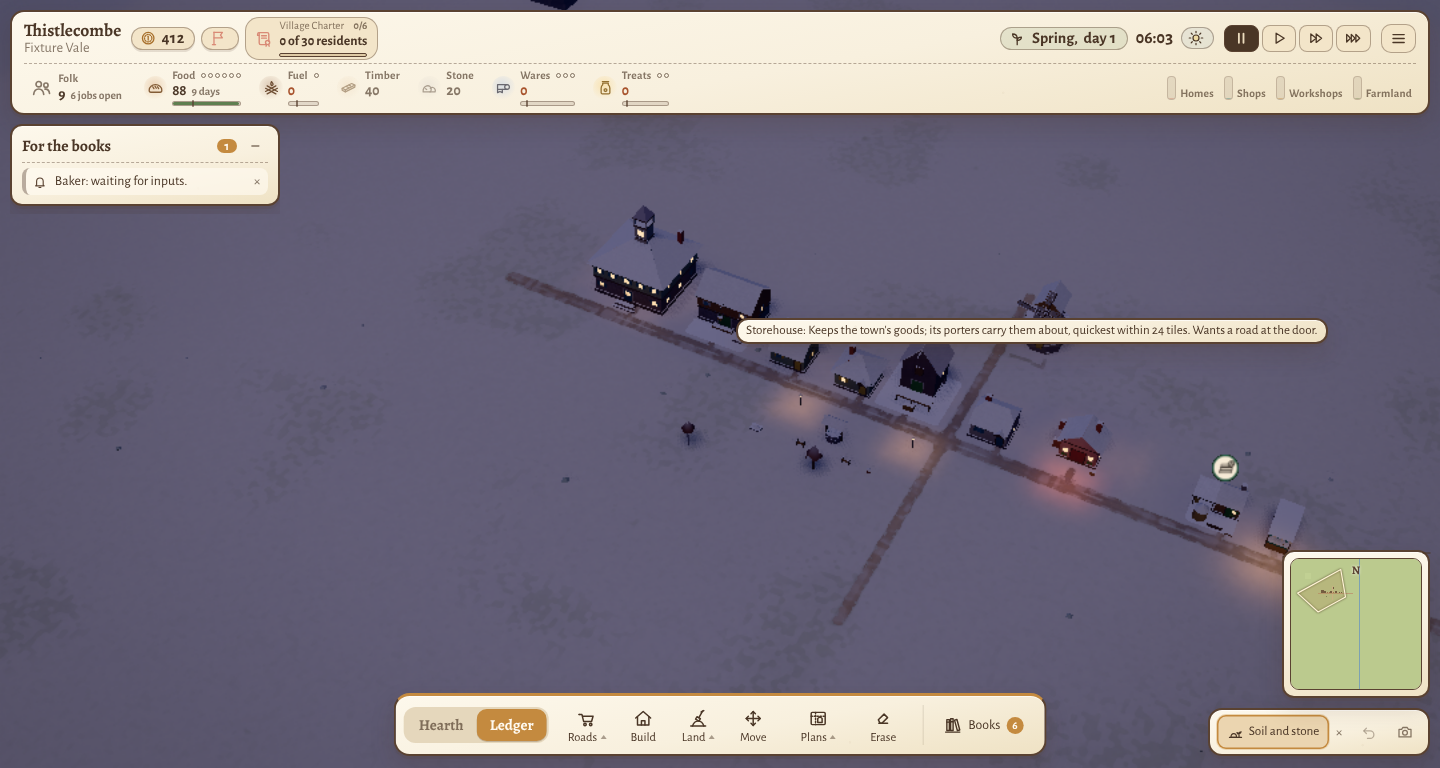 Thistlecombe
Fixture Vale
412
Village Charter 0/6
0 of 30 residents
Spring, day 1
06:03
Folk
9 6 jobs open
Food
88 9 days
Fuel
0
Timber
40
Stone
20
Wares
0
Treats
0
Homes
Shops
Workshops
Farmland
For the books
1
Baker: waiting for inputs.
×
Storehouse: Keeps the town's goods; its porters carry them about, quickest within 24 tiles. Wants a road at the door.
N
Hearth
Ledger
Roads
Build
Land
Move
Plans
Erase
Books 6
Soil and stone
×